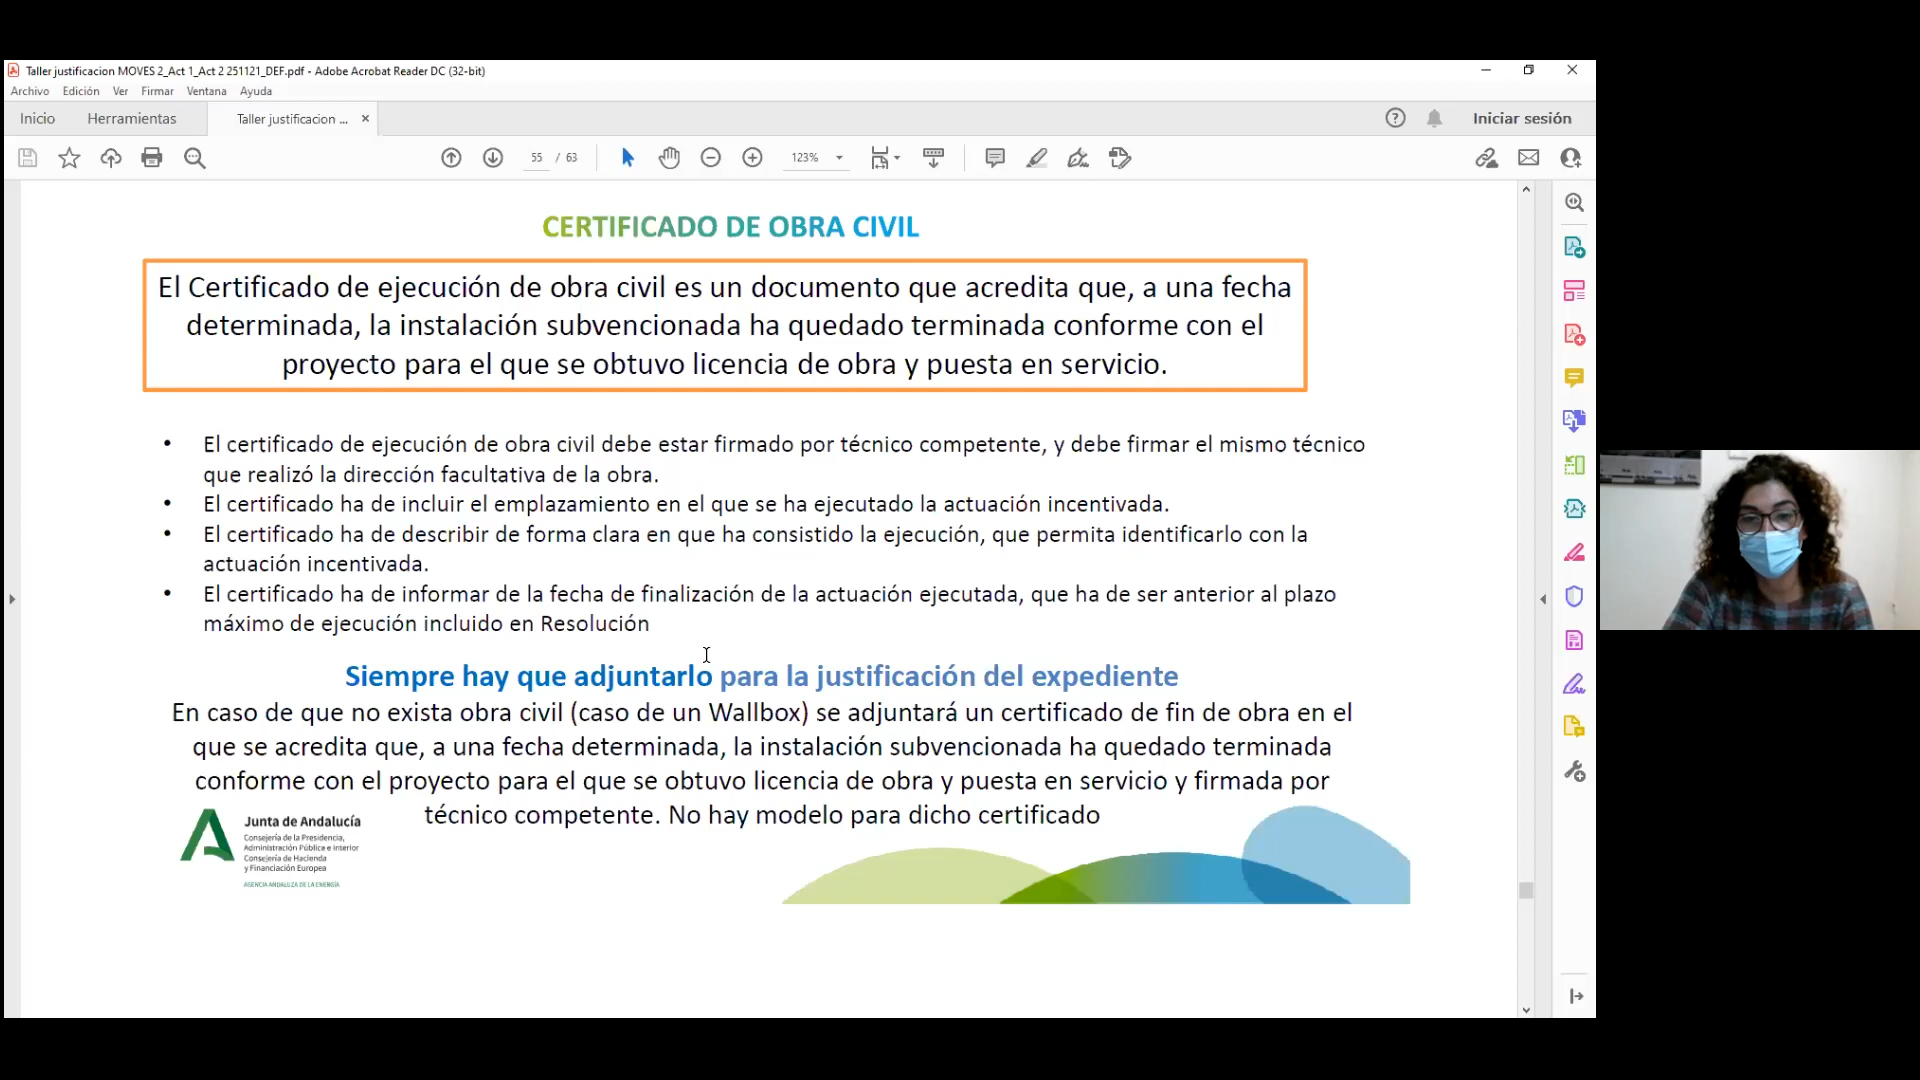 Taller justificacion MOVES 2_Act 1_Act 2 251121_DEF.pdf - Adobe Acrobat Reader DC (32-bit)
Archivo Edición Ver Firmar Ventana Ayuda
Inicio Herramientas Taller justificacion ... × Iniciar sesión
55 / 63 123%
CERTIFICADO DE OBRA CIVIL
El Certificado de ejecución de obra civil es un documento que acredita que, a una fecha
determinada, la instalación subvencionada ha quedado terminada conforme con el
proyecto para el que se obtuvo licencia de obra y puesta en servicio.
• El certificado de ejecución de obra civil debe estar firmado por técnico competente, y debe firmar el mismo técnico
que realizó la dirección facultativa de la obra.
• El certificado ha de incluir el emplazamiento en el que se ha ejecutado la actuación incentivada.
• El certificado ha de describir de forma clara en que ha consistido la ejecución, que permita identificarlo con la
actuación incentivada.
• El certificado ha de informar de la fecha de finalización de la actuación ejecutada, que ha de ser anterior al plazo
máximo de ejecución incluido en Resolución
Siempre hay que adjuntarlo para la justificación del expediente
En caso de que no exista obra civil (caso de un Wallbox) se adjuntará un certificado de fin de obra en el
que se acredita que, a una fecha determinada, la instalación subvencionada ha quedado terminada
conforme con el proyecto para el que se obtuvo licencia de obra y puesta en servicio y firmada por
técnico competente. No hay modelo para dicho certificado
Junta de Andalucía
Consejería de la Presidencia,
Administración Pública e Interior
Consejería de Hacienda
y Financiación Europea
AGENCIA ANDALUZA DE LA ENERGÍA